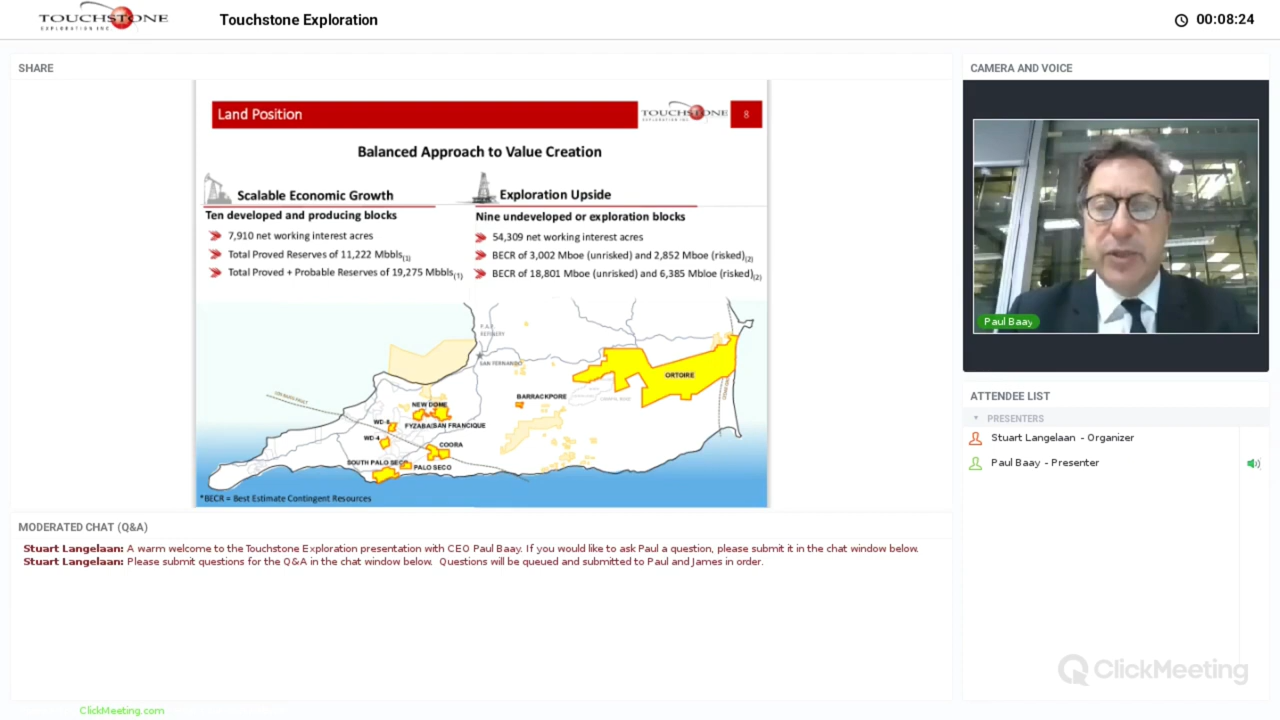 TOUCHSTONE
EXPLORATION INC
Touchstone Exploration
00:08:24
SHARE
Land Position
TOUCHSTONE
EXPLORATION INC
8
Balanced Approach to Value Creation
Scalable Economic Growth
Ten developed and producing blocks
7,910 net working interest acres
Total Proved Reserves of 11,222 Mbbls(1)
Total Proved + Probable Reserves of 19,275 Mbbls(1)
Exploration Upside
Nine undeveloped or exploration blocks
54,309 net working interest acres
BECR of 3,002 Mboe (unrisked) and 2,852 Mboe (risked)(2)
BECR of 18,801 Mboe (unrisked) and 6,385 Mbloe (risked)(2)
REFINERY
SAN FERNANDO
ORTOIRE
BARRACKPORE
NEW DOME
WD-8
FYZABAD
SAN FRANCIQUE
WD-4
COORA
SOUTH PALO SECO
PALO SECO
*BECR = Best Estimate Contingent Resources
CAMERA AND VOICE
Paul Baay
ATTENDEE LIST
PRESENTERS
Stuart Langelaan - Organizer
Paul Baay - Presenter
MODERATED CHAT (Q&A)
Stuart Langelaan: A warm welcome to the Touchstone Exploration presentation with CEO Paul Baay. If you would like to ask Paul a question, please submit it in the chat window below.
Stuart Langelaan: Please submit questions for the Q&A in the chat window below. Questions will be queued and submitted to Paul and James in order.
ClickMeeting
ClickMeeting.com